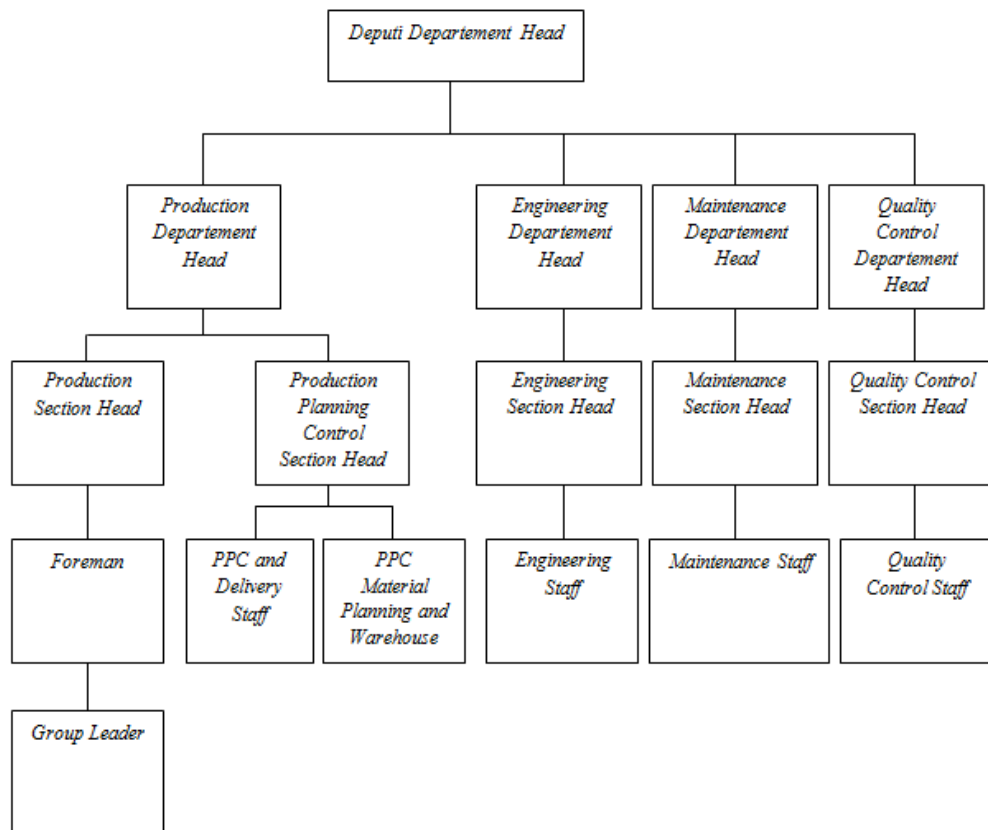 Deputi Departement Head
Production
Departement
Head
Engineering
Departement
Head
Maintenance
Departement
Head
Quality
Control
Departement
Head
Production
Section Head
Production
Planning
Control
Section Head
Engineering
Section Head
Maintenance
Section Head
Quality Control
Section Head
Foreman
PPC and
Delivery
Staff
PPC
Material
Planning and
Warehouse
Engineering
Staff
Maintenance Staff
Quality
Control Staff
Group Leader